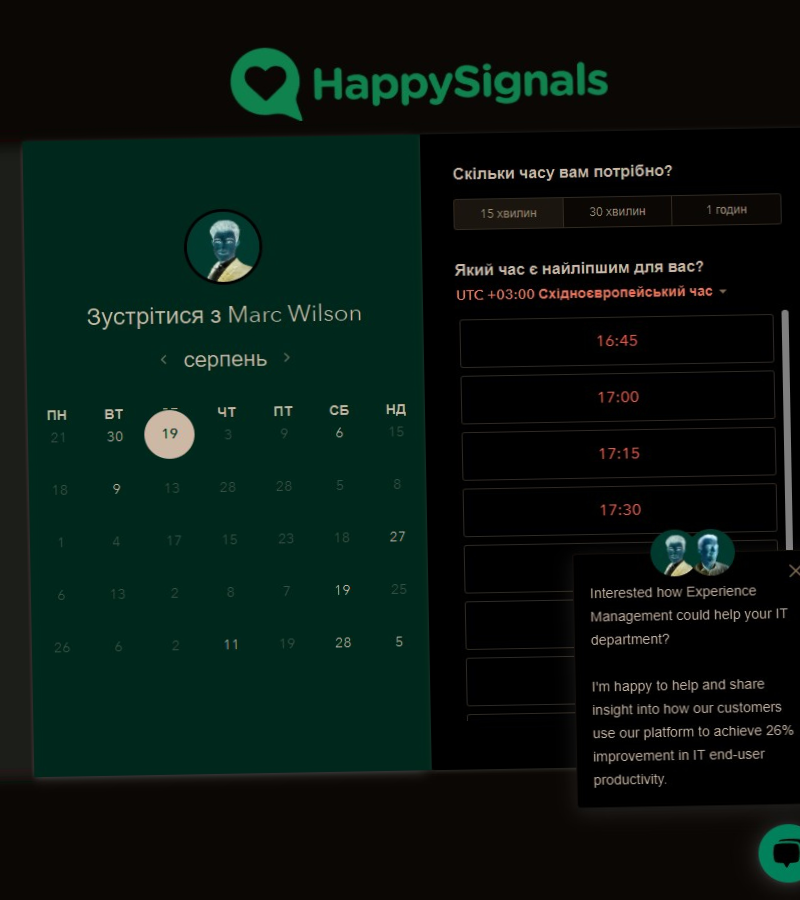 HappySignals
Зустрітися з Marc Wilson
серпень
ПН ВТ ЧТ ПТ СБ НД
21 30 19 3 9 6 15
18 9 13 28 28 5 8
1 4 17 15 23 18 27
6 13 2 8 7 19 25
26 6 2 11 19 28 5
Скільки часу вам потрібно?
15 хвилин 30 хвилин 1 годин
Який час є найліпшим для вас?
UTC +03:00 Східноєвропейський час
16:45
17:00
17:15
17:30
Interested how Experience
Management could help your IT
department?
I'm happy to help and share
insight into how our customers
use our platform to achieve 26%
improvement in IT end-user
productivity.